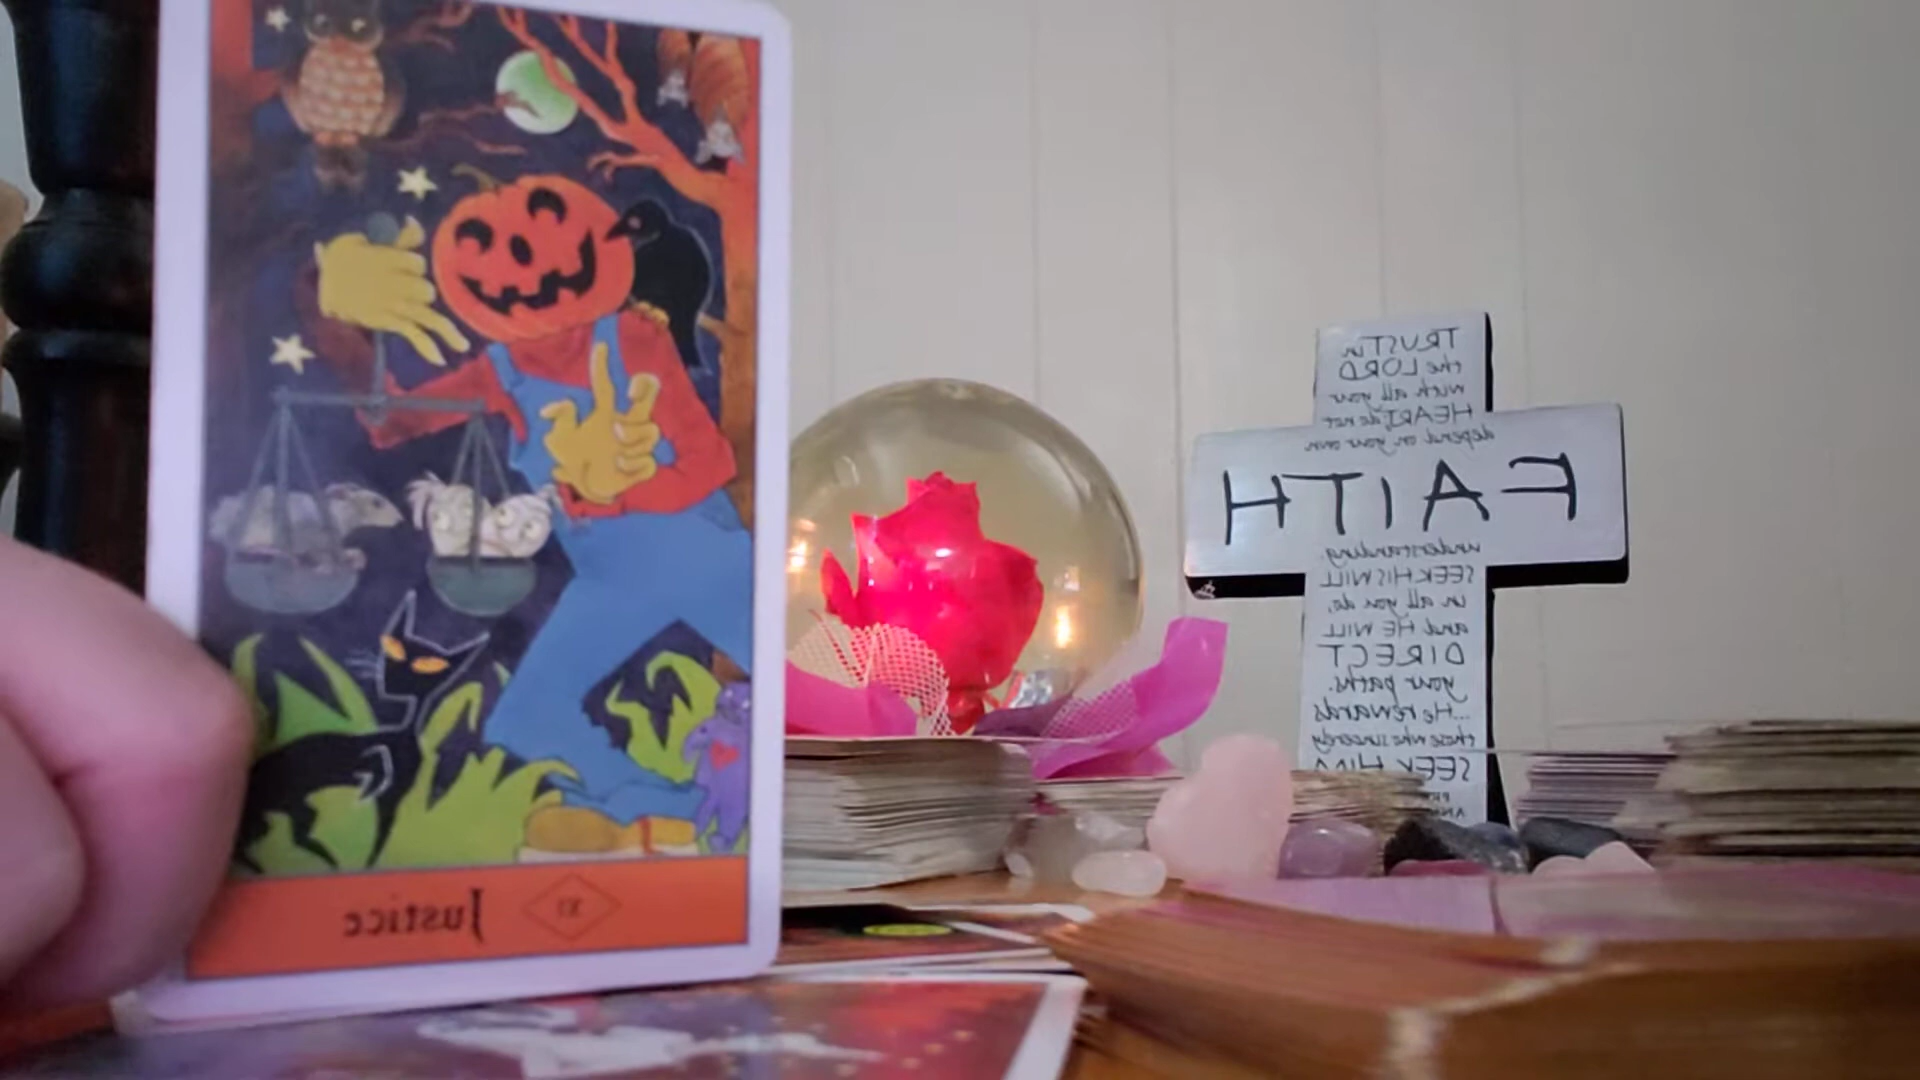 XI Justice
TRUST in
the LORD
with all your
HEART; do not
depend on your own
FAITH
understanding.
SEEK HIS WILL
in all you do,
and HE WILL
DIRECT
your paths.
...He rewards
those who sincerely
SEEK HIM